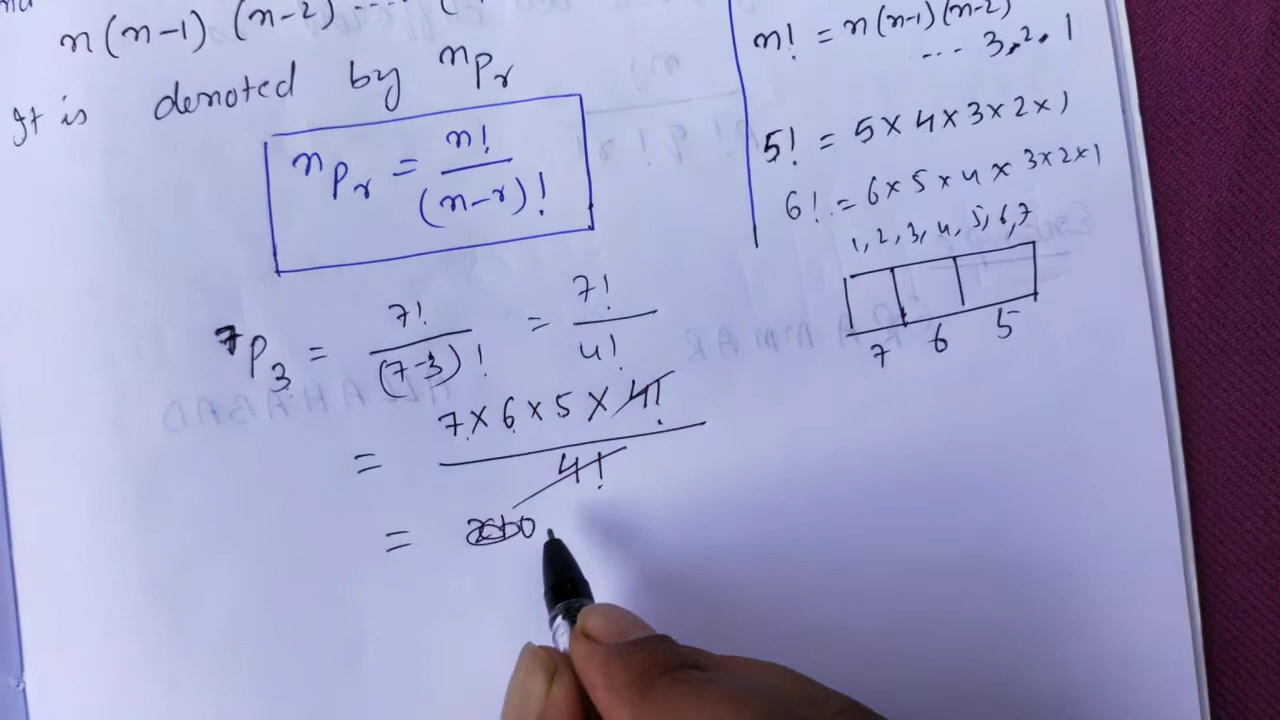 n(n-1)(n-2) ....
It is denoted by nPr
nPr = n! / (n-r)!
7P3 = 7! / (7-3)! = 7! / 4!
= 7 x 6 x 5 x 4! / 4!
=
n! = n(n-1)(n-2)
... 3.2.1
5! = 5 x 4 x 3 x 2 x 1
6! = 6 x 5 x 4 x 3 x 2 x 1
1, 2, 3, 4, 5, 6, 7
7 6 5